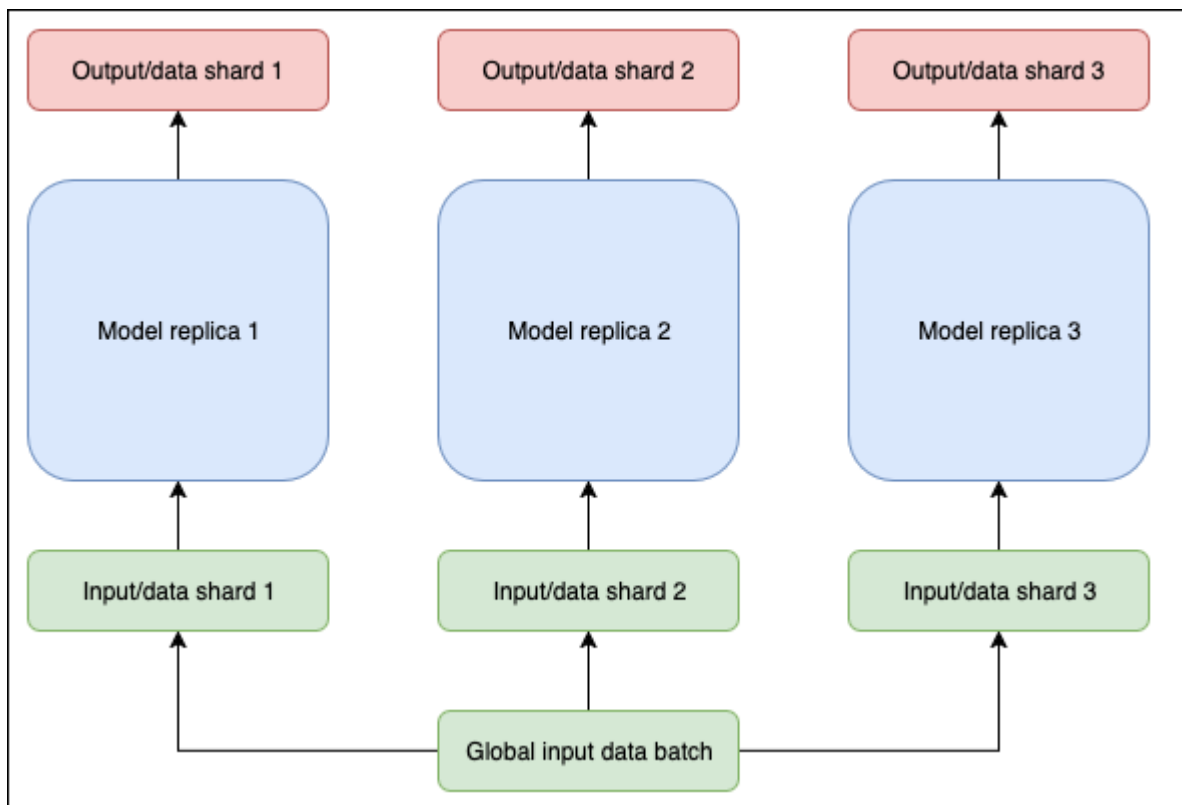 Output/data shard 1
Output/data shard 2
Output/data shard 3
Model replica 1
Model replica 2
Model replica 3
Input/data shard 1
Input/data shard 2
Input/data shard 3
Global input data batch